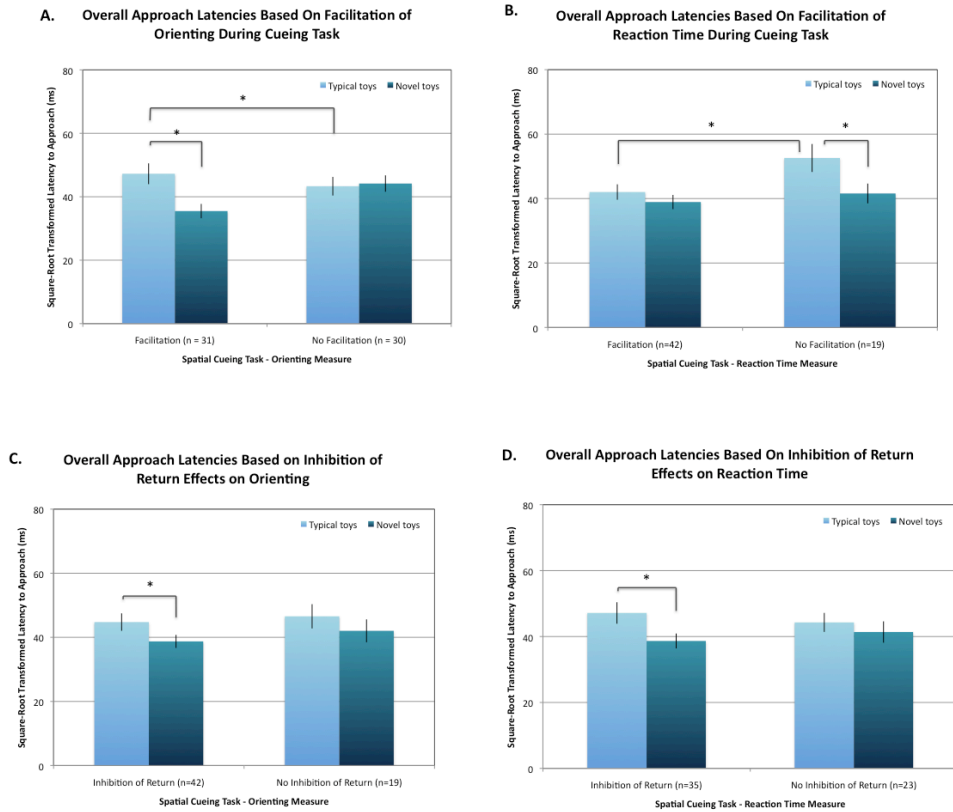 A.
Overall Approach Latencies Based On Facilitation of
Orienting During Cueing Task
80
60
40
20
0
Square-Root Transformed Latency to Approach (ms)
Typical toys
Novel toys
*
*
Facilitation (n = 31)
No Facilitation (n = 30)
Spatial Cueing Task - Orienting Measure
B.
Overall Approach Latencies Based On Facilitation of
Reaction Time During Cueing Task
80
60
40
20
0
Square-Root Transformed Latency to Approach (ms)
Typical toys
Novel toys
*
*
Facilitation (n=42)
No Facilitation (n=19)
Spatial Cueing Task - Reaction Time Measure
C.
Overall Approach Latencies Based on Inhibition of
Return Effects on Orienting
80
60
40
20
0
Square-Root Transformed Latency to Approach (ms)
Typical toys
Novel toys
*
Inhibition of Return (n=42)
No Inhibition of Return (n=19)
Spatial Cueing Task - Orienting Measure
D.
Overall Approach Latencies Based On Inhibition of Return
Effects on Reaction Time
80
60
40
20
0
Square-Root Transformed Latency to Approach (ms)
Typical toys
Novel toys
*
Inhibition of Return (n=35)
No Inhibition of Return (n=23)
Spatial Cueing Task - Reaction Time Measure